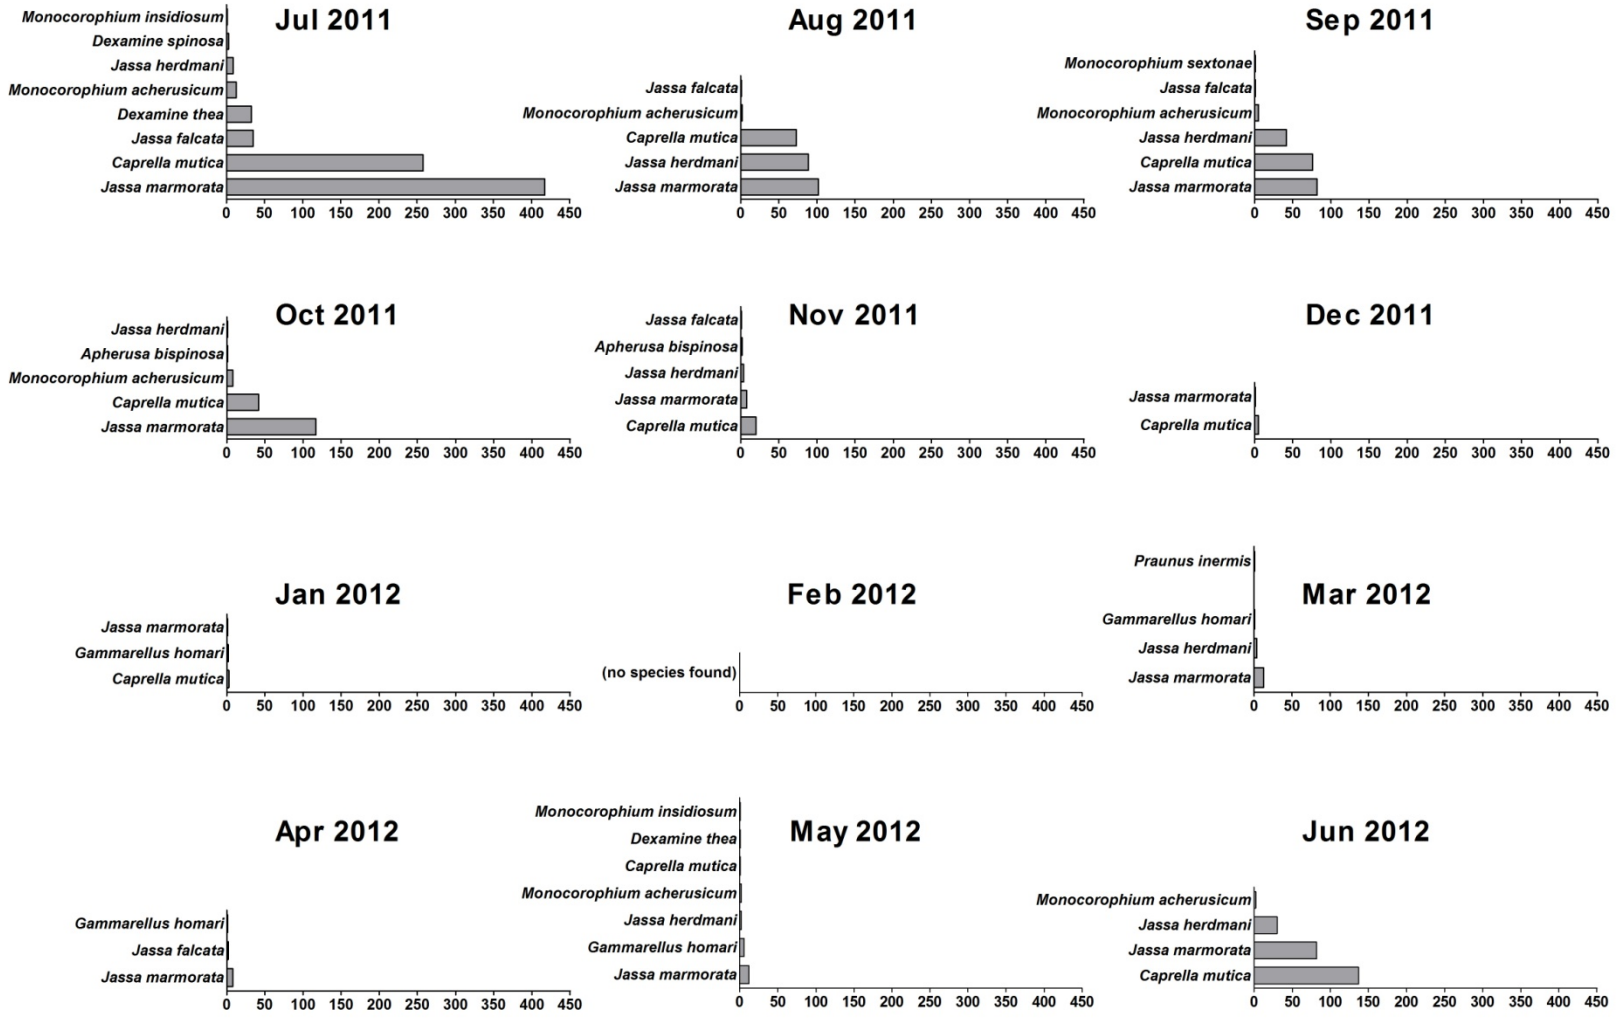 Jul 2011
Monocorophium insidiosum
Dexamine spinosa
Jassa herdmani
Monocorophium acherusicum
Dexamine thea
Jassa falcata
Caprella mutica
Jassa marmorata
0 50 100 150 200 250 300 350 400 450
Aug 2011
Jassa falcata
Monocorophium acherusicum
Caprella mutica
Jassa herdmani
Jassa marmorata
0 50 100 150 200 250 300 350 400 450
Sep 2011
Monocorophium sextonae
Jassa falcata
Monocorophium acherusicum
Jassa herdmani
Caprella mutica
Jassa marmorata
0 50 100 150 200 250 300 350 400 450
Oct 2011
Jassa herdmani
Apherusa bispinosa
Monocorophium acherusicum
Caprella mutica
Jassa marmorata
0 50 100 150 200 250 300 350 400 450
Nov 2011
Jassa falcata
Apherusa bispinosa
Jassa herdmani
Jassa marmorata
Caprella mutica
0 50 100 150 200 250 300 350 400 450
Dec 2011
Jassa marmorata
Caprella mutica
0 50 100 150 200 250 300 350 400 450
Jan 2012
Jassa marmorata
Gammarellus homari
Caprella mutica
0 50 100 150 200 250 300 350 400 450
Feb 2012
(no species found)
0 50 100 150 200 250 300 350 400 450
Mar 2012
Praunus inermis
Gammarellus homari
Jassa herdmani
Jassa marmorata
0 50 100 150 200 250 300 350 400 450
Apr 2012
Gammarellus homari
Jassa falcata
Jassa marmorata
0 50 100 150 200 250 300 350 400 450
May 2012
Monocorophium insidiosum
Dexamine thea
Caprella mutica
Monocorophium acherusicum
Jassa herdmani
Gammarellus homari
Jassa marmorata
0 50 100 150 200 250 300 350 400 450
Jun 2012
Monocorophium acherusicum
Jassa herdmani
Jassa marmorata
Caprella mutica
0 50 100 150 200 250 300 350 400 450